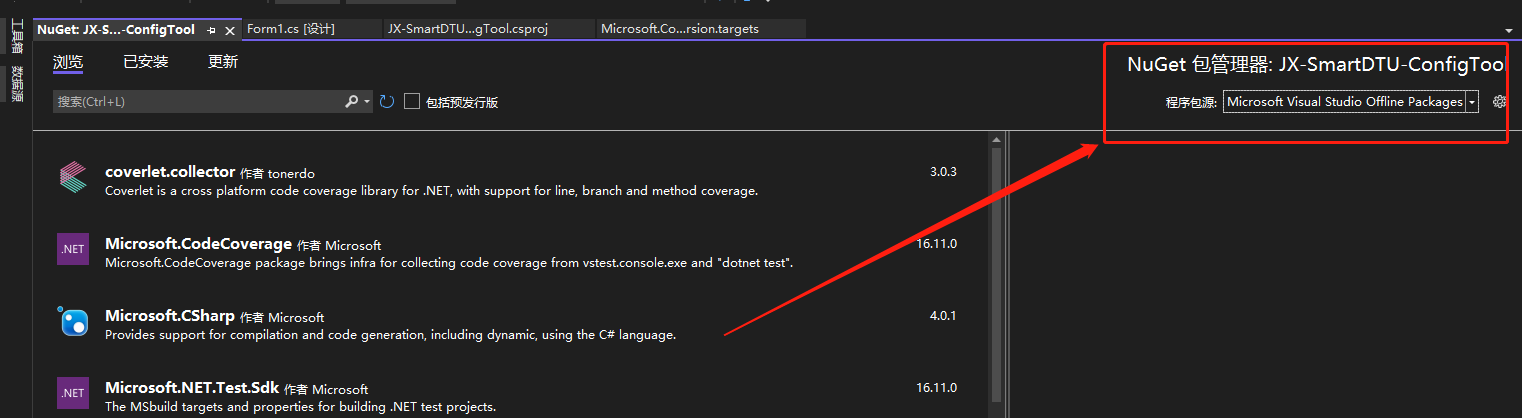 工具箱
数据源
NuGet: JX-S...-ConfigTool
Form1.cs [设计]
JX-SmartDTU...gTool.csproj
Microsoft.Co...rsion.targets
浏览
已安装
更新
NuGet 包管理器: JX-SmartDTU-ConfigTool
搜索(Ctrl+L)
包括预发行版
程序包源:
Microsoft Visual Studio Offline Packages
coverlet.collector 作者 tonerdo
3.0.3
Coverlet is a cross platform code coverage library for .NET, with support for line, branch and method coverage.
.NET
Microsoft.CodeCoverage 作者 Microsoft
16.11.0
Microsoft.CodeCoverage package brings infra for collecting code coverage from vstest.console.exe and "dotnet test".
Microsoft.CSharp 作者 Microsoft
4.0.1
Provides support for compilation and code generation, including dynamic, using the C# language.
.NET
Microsoft.NET.Test.Sdk 作者 Microsoft
16.11.0
The MSbuild targets and properties for building .NET test projects.